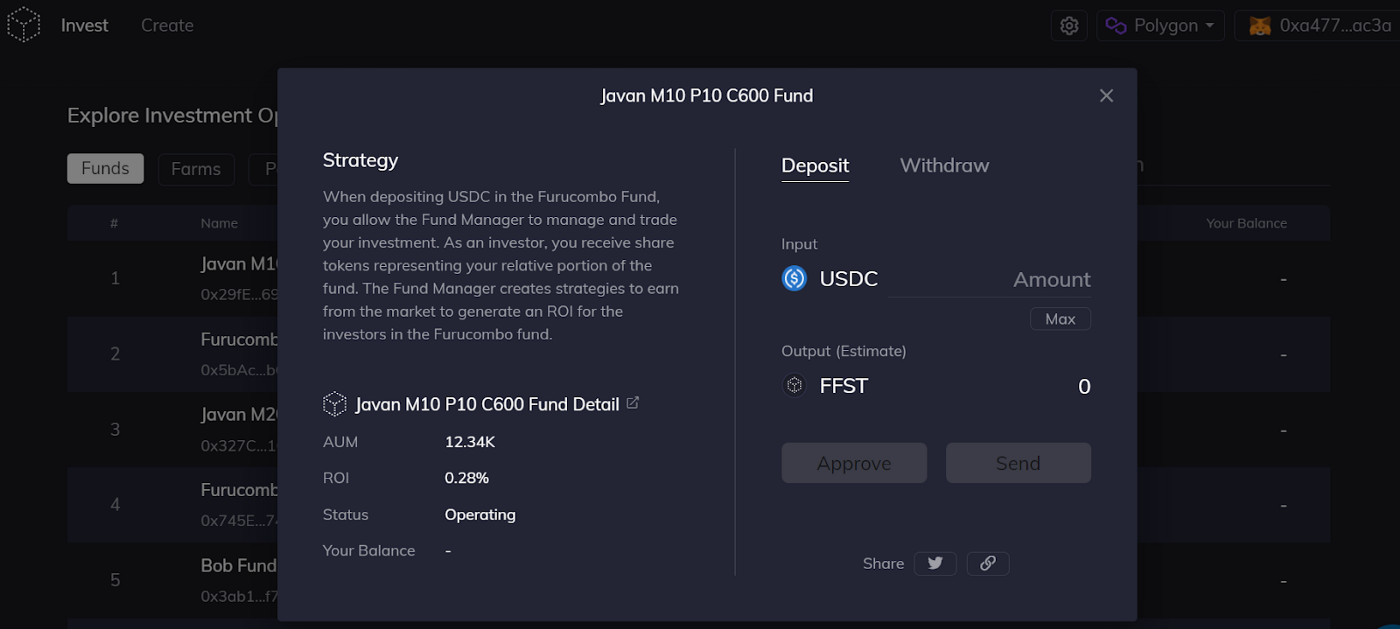 Invest Create Polygon 0xa477...ac3a
Javan M10 P10 C600 Fund
Explore Investment
Funds Farms
# Name Your Balance
1 Javan
0x29fE...69 -
2
0x5bAc... -
3 Javan
0x327C...1 -
4
0x745E...74 -
5 Bob Fund
0x3ab1...f7 -
Strategy
When depositing USDC in the Furucombo Fund,
you allow the Fund Manager to manage and trade
your investment. As an investor, you receive share
tokens representing your relative portion of the
fund. The Fund Manager creates strategies to earn
from the market to generate an ROI for the
investors in the Furucombo fund.
Javan M10 P10 C600 Fund Detail
AUM 12.34K
ROI 0.28%
Status Operating
Your Balance -
Deposit Withdraw
Input
USDC Amount
Max
Output (Estimate)
FFST 0
Approve Send
Share